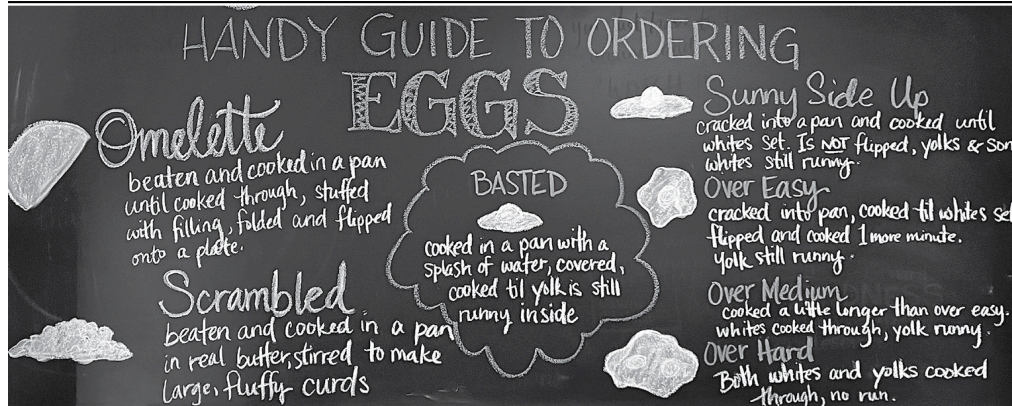 HANDY GUIDE TO ORDERING
EGGS
Omelette
beaten and cooked in a pan
until cooked through, stuffed
with filling, folded and flipped
onto a plate.
Scrambled
beaten and cooked in a pan
in real butter, stirred to make
large, fluffy curds
BASTED
cooked in a pan with a
splash of water, covered,
cooked til yolk is still
runny inside
Sunny Side Up
cracked into a pan and cooked until
whites set. Is NOT flipped, yolks & som
whites still runny.
Over Easy
cracked into pan, cooked til whites set
flipped and cooked 1 more minute.
Yolk still runny.
Over Medium
cooked a little longer than over easy.
whites cooked through, yolk runny.
Over Hard
Both whites and yolks cooked
through, no run.